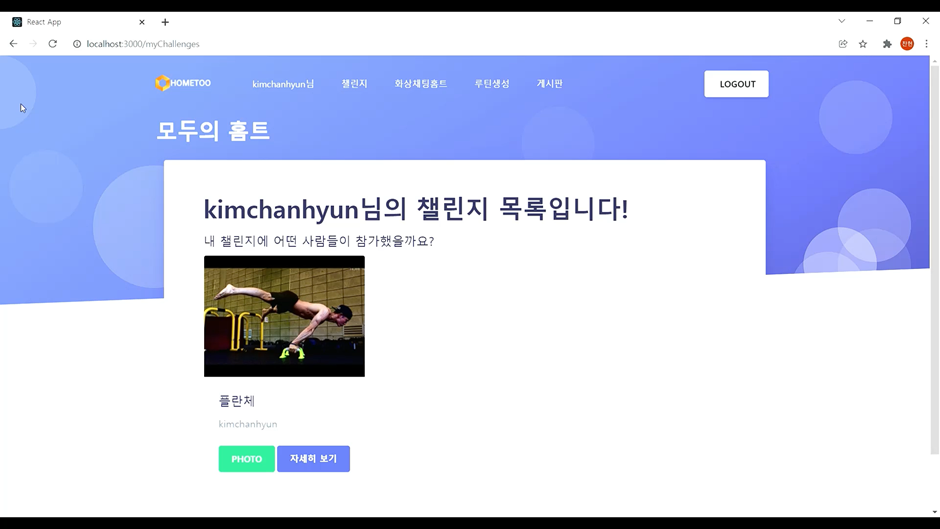 React App
localhost:3000/myChallenges
찬현
HOMETOO
kimchanhyun님
챌린지
화상채팅홈트
루틴생성
게시판
LOGOUT
모두의 홈트
kimchanhyun님의 챌린지 목록입니다!
내 챌린지에 어떤 사람들이 참가했을까요?
플란체
kimchanhyun
PHOTO
자세히 보기